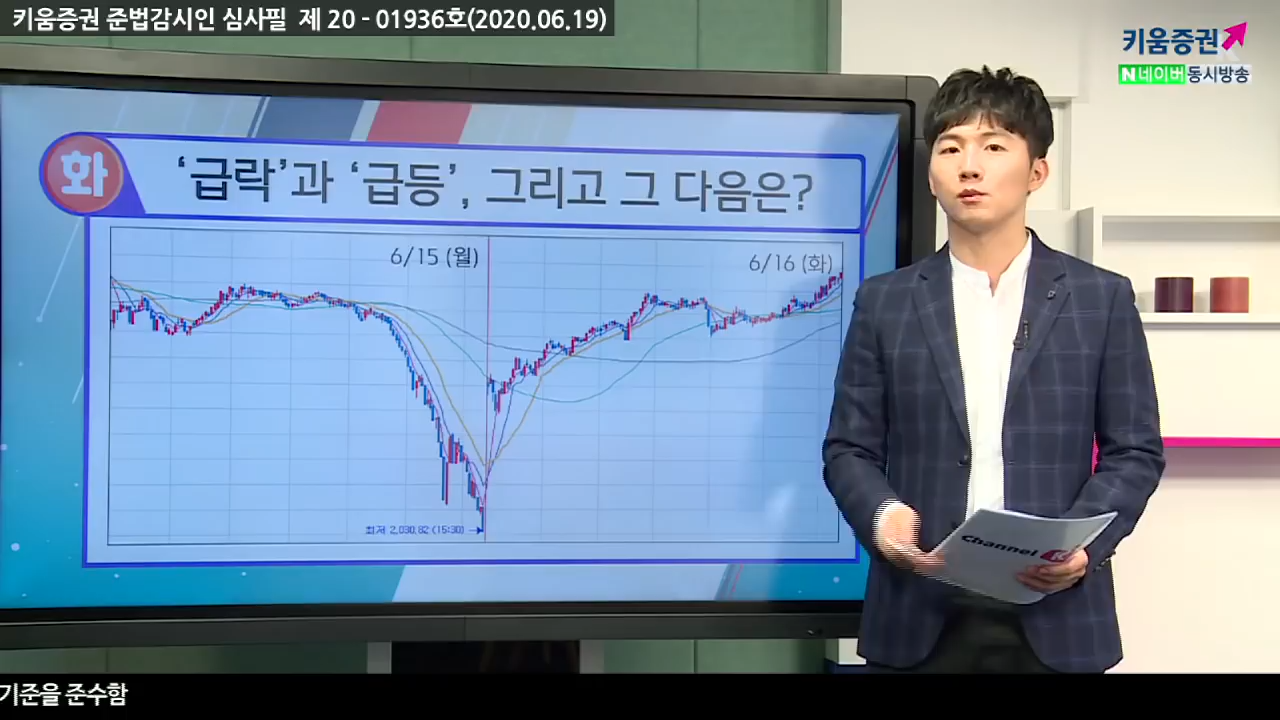 키움증권 준법감시인 심사필 제 20 - 01936호(2020.06.19)
키움증권
N 네이버 동시방송
화
‘급락’과 ‘급등’, 그리고 그 다음은?
6/15 (월)
6/16 (화)
최저 2,030.82 (15:30)
Channel K
기준을 준수함